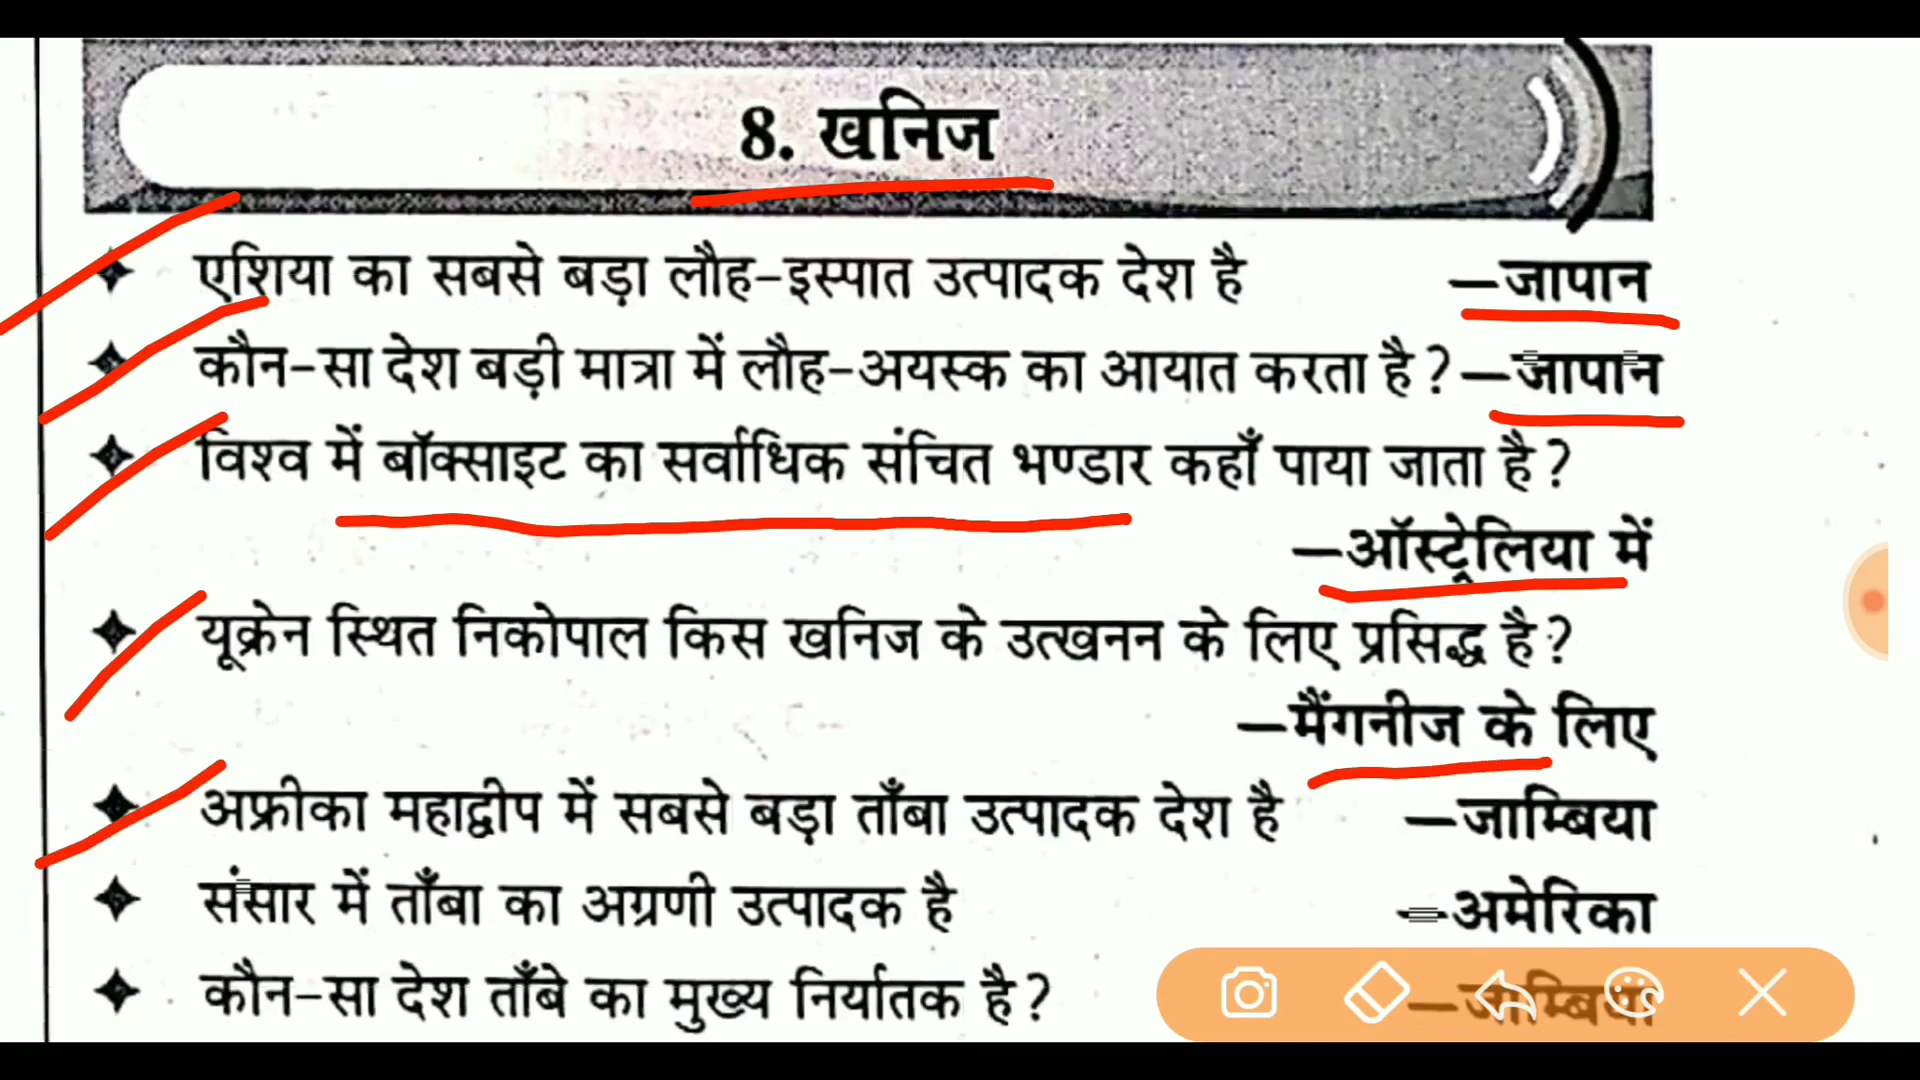 8. खनिज
एशिया का सबसे बड़ा लौह-इस्पात उत्पादक देश है —जापान
कौन-सा देश बड़ी मात्रा में लौह-अयस्क का आयात करता है? —जापान
विश्व में बॉक्साइट का सर्वाधिक संचित भण्डार कहाँ पाया जाता है?
—ऑस्ट्रेलिया में
यूक्रेन स्थित निकोपाल किस खनिज के उत्खनन के लिए प्रसिद्ध है?
—मैंगनीज के लिए
अफ्रीका महाद्वीप में सबसे बड़ा ताँबा उत्पादक देश है —जाम्बिया
संसार में ताँबा का अग्रणी उत्पादक है —अमेरिका
कौन-सा देश ताँबे का मुख्य निर्यातक है? —जाम्बिया